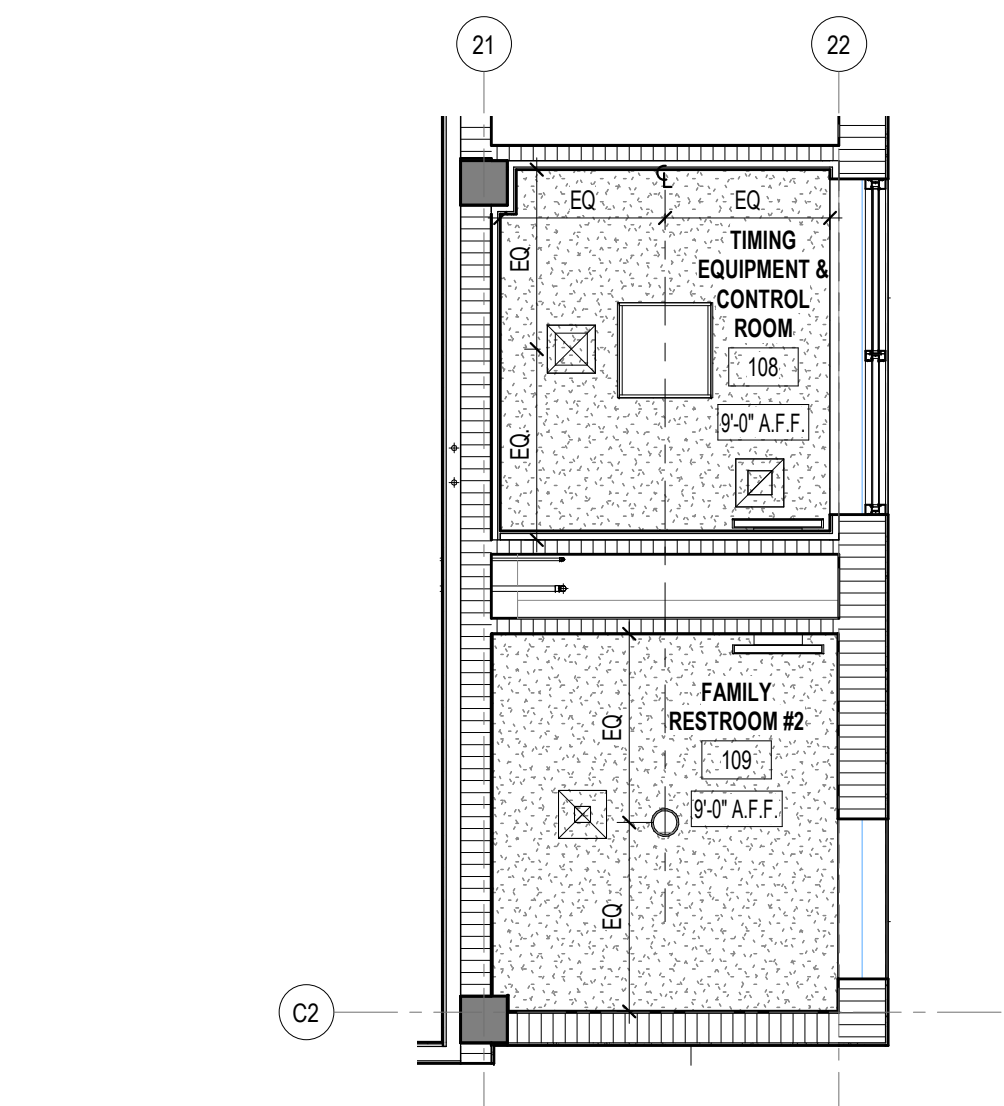 21
22
℄
EQ
EQ
EQ.
TIMING
EQUIPMENT &
CONTROL
ROOM
108
9'-0" A.F.F.
EQ.
FAMILY
RESTROOM #2
EQ
109
9'-0" A.F.F.
EQ
C2